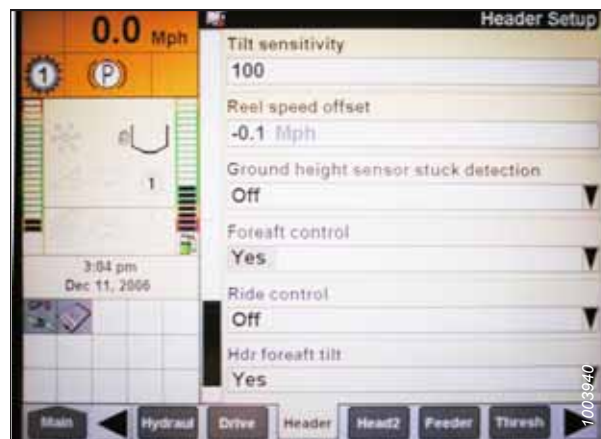 0.0 Mph
Header Setup
1
P
Tilt sensitivity
100
Reel speed offset
-0.1 Mph
Ground height sensor stuck detection
Off
1
Foreaft control
Yes
3:04 pm
Dec 11, 2006
Ride control
Off
GPS
Hdr foreaft tilt
Yes
1003940
Main
Hydraul
Drive
Header
Head2
Feeder
Thresh